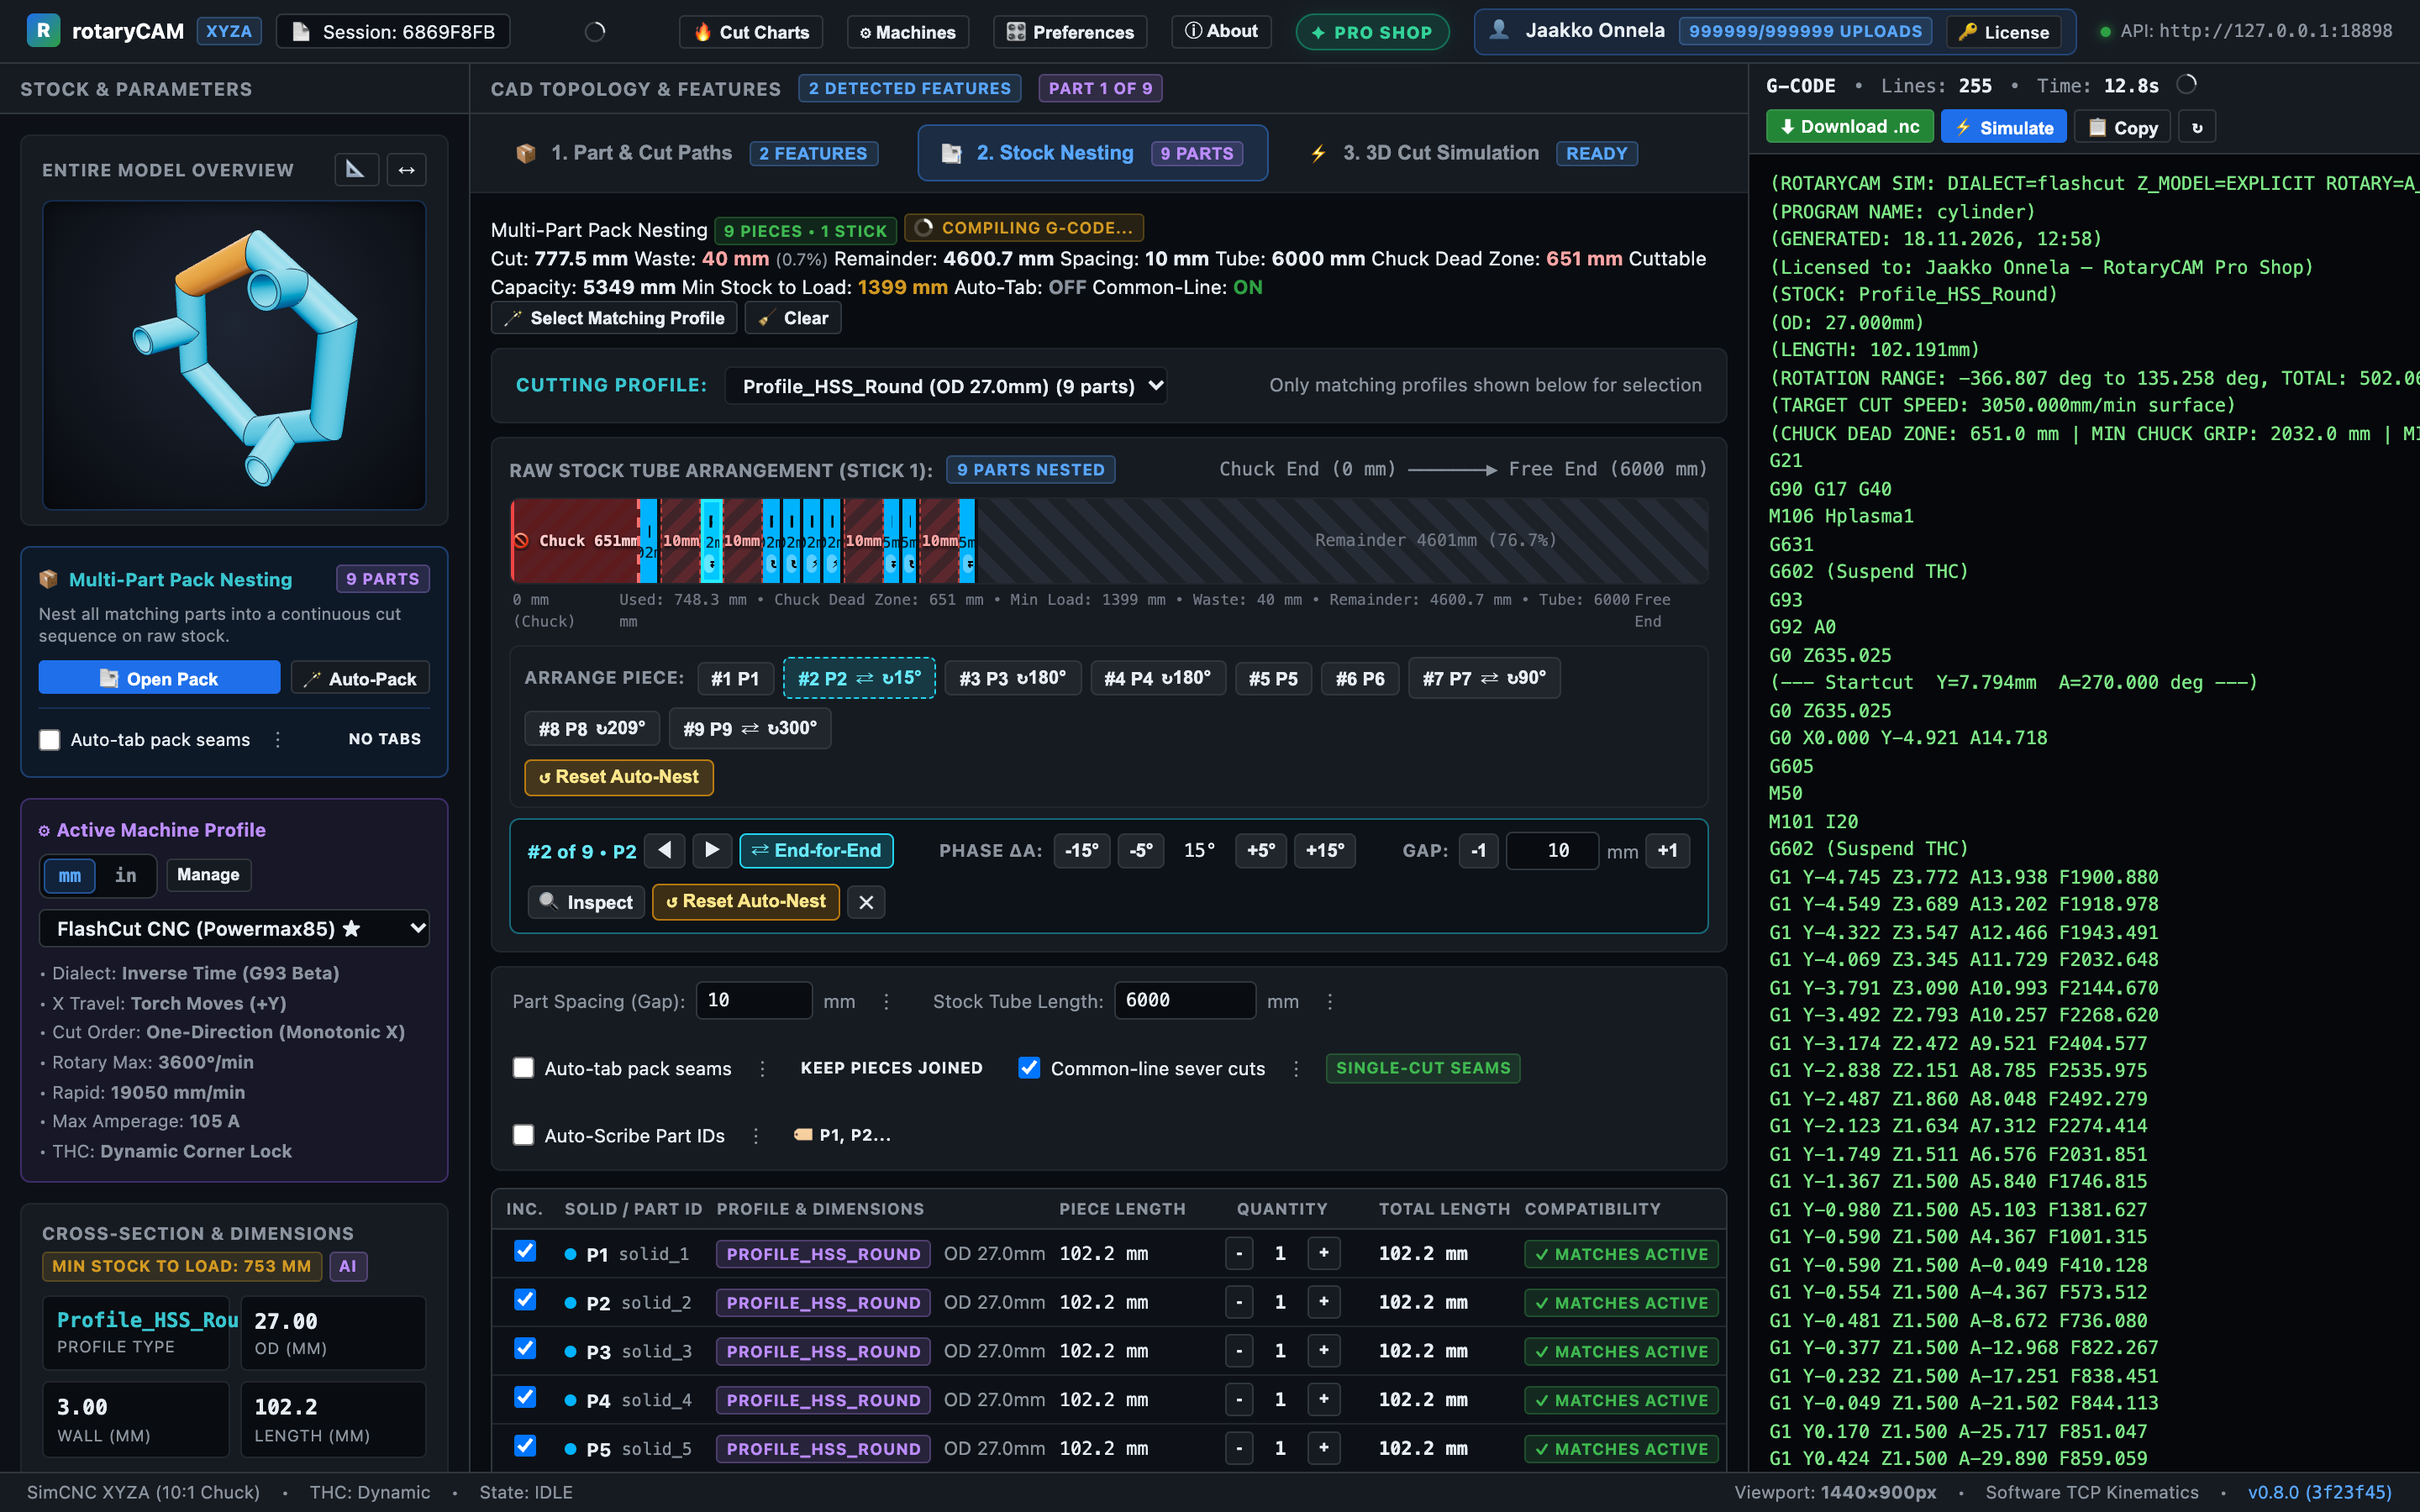 R rotaryCAM XYZA Session: 6869F8FB Cut Charts Machines Preferences About PRO SHOP Jaakko Onnela 999999/999999 UPLOADS License API: http://127.0.0.1:18898
STOCK & PARAMETERS
ENTIRE MODEL OVERVIEW
Multi-Part Pack Nesting 9 PARTS
Nest all matching parts into a continuous cut
sequence on raw stock.
Open Pack Auto-Pack
Auto-tab pack seams NO TABS
Active Machine Profile
mm in Manage
FlashCut CNC (Powermax85) ★
• Dialect: Inverse Time (G93 Beta)
• X Travel: Torch Moves (+Y)
• Cut Order: One-Direction (Monotonic X)
• Rotary Max: 3600°/min
• Rapid: 19050 mm/min
• Max Amperage: 105 A
• THC: Dynamic Corner Lock
CROSS-SECTION & DIMENSIONS
MIN STOCK TO LOAD: 753 MM AI
Profile_HSS_Rou 27.00
PROFILE TYPE OD (MM)
3.00 102.2
WALL (MM) LENGTH (MM)
CAD TOPOLOGY & FEATURES 2 DETECTED FEATURES PART 1 OF 9
1. Part & Cut Paths 2 FEATURES 2. Stock Nesting 9 PARTS 3. 3D Cut Simulation READY
Multi-Part Pack Nesting 9 PIECES • 1 STICK COMPILING G-CODE...
Cut: 777.5 mm Waste: 40 mm (0.7%) Remainder: 4600.7 mm Spacing: 10 mm Tube: 6000 mm Chuck Dead Zone: 651 mm Cuttable
Capacity: 5349 mm Min Stock to Load: 1399 mm Auto-Tab: OFF Common-Line: ON
Select Matching Profile Clear
CUTTING PROFILE: Profile_HSS_Round (OD 27.0mm) (9 parts) Only matching profiles shown below for selection
RAW STOCK TUBE ARRANGEMENT (STICK 1): 9 PARTS NESTED Chuck End (0 mm) ———► Free End (6000 mm)
Chuck 651mm 10mm 10mm 10mm 10mm Remainder 4601mm (76.7%)
0 mm Used: 748.3 mm • Chuck Dead Zone: 651 mm • Min Load: 1399 mm • Waste: 40 mm • Remainder: 4600.7 mm • Tube: 6000 Free
(Chuck) mm End
ARRANGE PIECE: #1 P1 #2 P2 ⇄ ↻15° #3 P3 ↻180° #4 P4 ↻180° #5 P5 #6 P6 #7 P7 ⇄ ↻90°
#8 P8 ↻209° #9 P9 ⇄ ↻300°
↺ Reset Auto-Nest
#2 of 9 • P2 ◀ ▶ ⇄ End-for-End PHASE ΔA: -15° -5° 15° +5° +15° GAP: -1 10 mm +1
Inspect ↺ Reset Auto-Nest ✕
Part Spacing (Gap): 10 mm Stock Tube Length: 6000 mm
Auto-tab pack seams KEEP PIECES JOINED Common-line sever cuts SINGLE-CUT SEAMS
Auto-Scribe Part IDs P1, P2...
INC. SOLID / PART ID PROFILE & DIMENSIONS PIECE LENGTH QUANTITY TOTAL LENGTH COMPATIBILITY
P1 solid_1 PROFILE_HSS_ROUND OD 27.0mm 102.2 mm - 1 + 102.2 mm ✓ MATCHES ACTIVE
P2 solid_2 PROFILE_HSS_ROUND OD 27.0mm 102.2 mm - 1 + 102.2 mm ✓ MATCHES ACTIVE
P3 solid_3 PROFILE_HSS_ROUND OD 27.0mm 102.2 mm - 1 + 102.2 mm ✓ MATCHES ACTIVE
P4 solid_4 PROFILE_HSS_ROUND OD 27.0mm 102.2 mm - 1 + 102.2 mm ✓ MATCHES ACTIVE
P5 solid_5 PROFILE_HSS_ROUND OD 27.0mm 102.2 mm - 1 + 102.2 mm ✓ MATCHES ACTIVE
G-CODE • Lines: 255 • Time: 12.8s
Download .nc Simulate Copy ↻
(ROTARYCAM SIM: DIALECT=flashcut Z_MODEL=EXPLICIT ROTARY=A_
(PROGRAM NAME: cylinder)
(GENERATED: 18.11.2026, 12:58)
(Licensed to: Jaakko Onnela — RotaryCAM Pro Shop)
(STOCK: Profile_HSS_Round)
(OD: 27.000mm)
(LENGTH: 102.191mm)
(ROTATION RANGE: -366.807 deg to 135.258 deg, TOTAL: 502.06
(TARGET CUT SPEED: 3050.000mm/min surface)
(CHUCK DEAD ZONE: 651.0 mm | MIN CHUCK GRIP: 2032.0 mm | MI
G21
G90 G17 G40
M106 Hplasma1
G631
G602 (Suspend THC)
G93
G92 A0
G0 Z635.025
(--- Startcut Y=7.794mm A=270.000 deg ---)
G0 Z635.025
G0 X0.000 Y-4.921 A14.718
G605
M50
M101 I20
G602 (Suspend THC)
G1 Y-4.745 Z3.772 A13.938 F1900.880
G1 Y-4.549 Z3.689 A13.202 F1918.978
G1 Y-4.322 Z3.547 A12.466 F1943.491
G1 Y-4.069 Z3.345 A11.729 F2032.648
G1 Y-3.791 Z3.090 A10.993 F2144.670
G1 Y-3.492 Z2.793 A10.257 F2268.620
G1 Y-3.174 Z2.472 A9.521 F2404.577
G1 Y-2.838 Z2.151 A8.785 F2535.975
G1 Y-2.487 Z1.860 A8.048 F2492.279
G1 Y-2.123 Z1.634 A7.312 F2274.414
G1 Y-1.749 Z1.511 A6.576 F2031.851
G1 Y-1.367 Z1.500 A5.840 F1746.815
G1 Y-0.980 Z1.500 A5.103 F1381.627
G1 Y-0.590 Z1.500 A4.367 F1001.315
G1 Y-0.590 Z1.500 A-0.049 F410.128
G1 Y-0.554 Z1.500 A-4.367 F573.512
G1 Y-0.481 Z1.500 A-8.672 F736.080
G1 Y-0.377 Z1.500 A-12.968 F822.267
G1 Y-0.232 Z1.500 A-17.251 F838.451
G1 Y-0.049 Z1.500 A-21.502 F844.113
G1 Y0.170 Z1.500 A-25.717 F851.047
G1 Y0.424 Z1.500 A-29.890 F859.059
SimCNC XYZA (10:1 Chuck) • THC: Dynamic • State: IDLE Viewport: 1440×900px • Software TCP Kinematics • v0.8.0 (3f23f45)